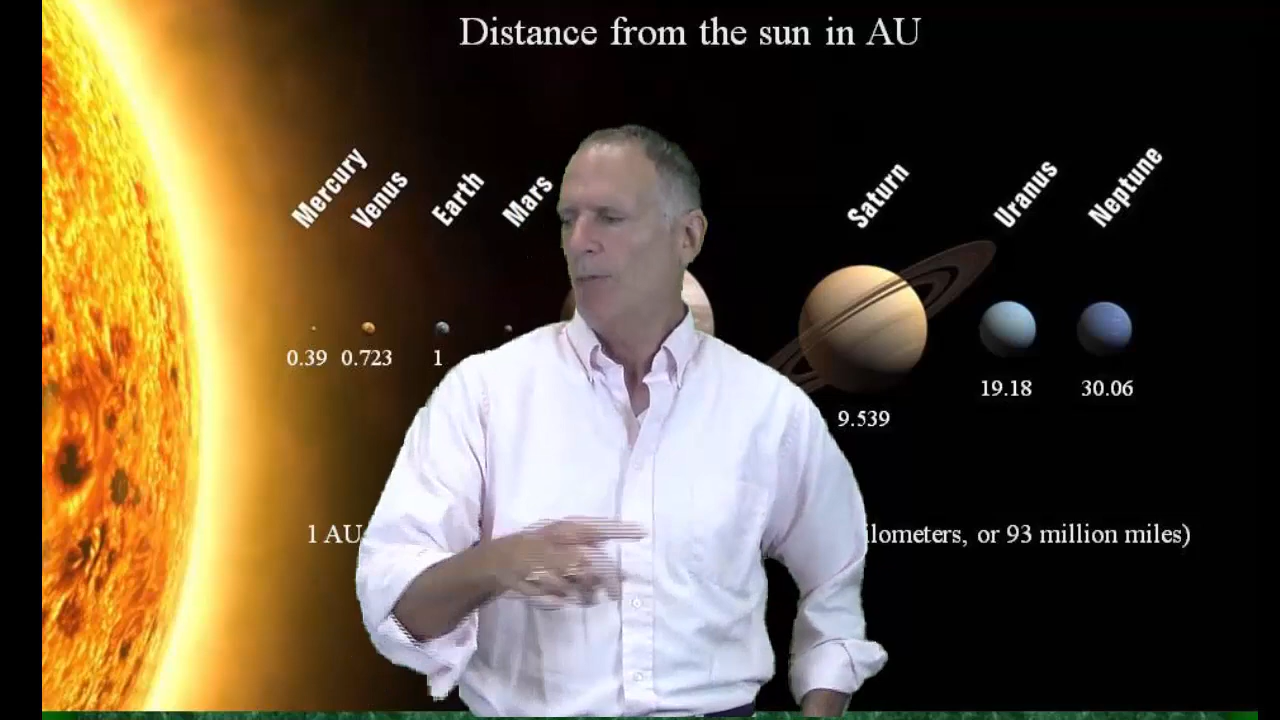 Distance from the sun in AU
Mercury Venus Earth Mars Saturn Uranus Neptune
0.39 0.723 1 19.18 30.06
9.539
1 AU or 93 million miles)